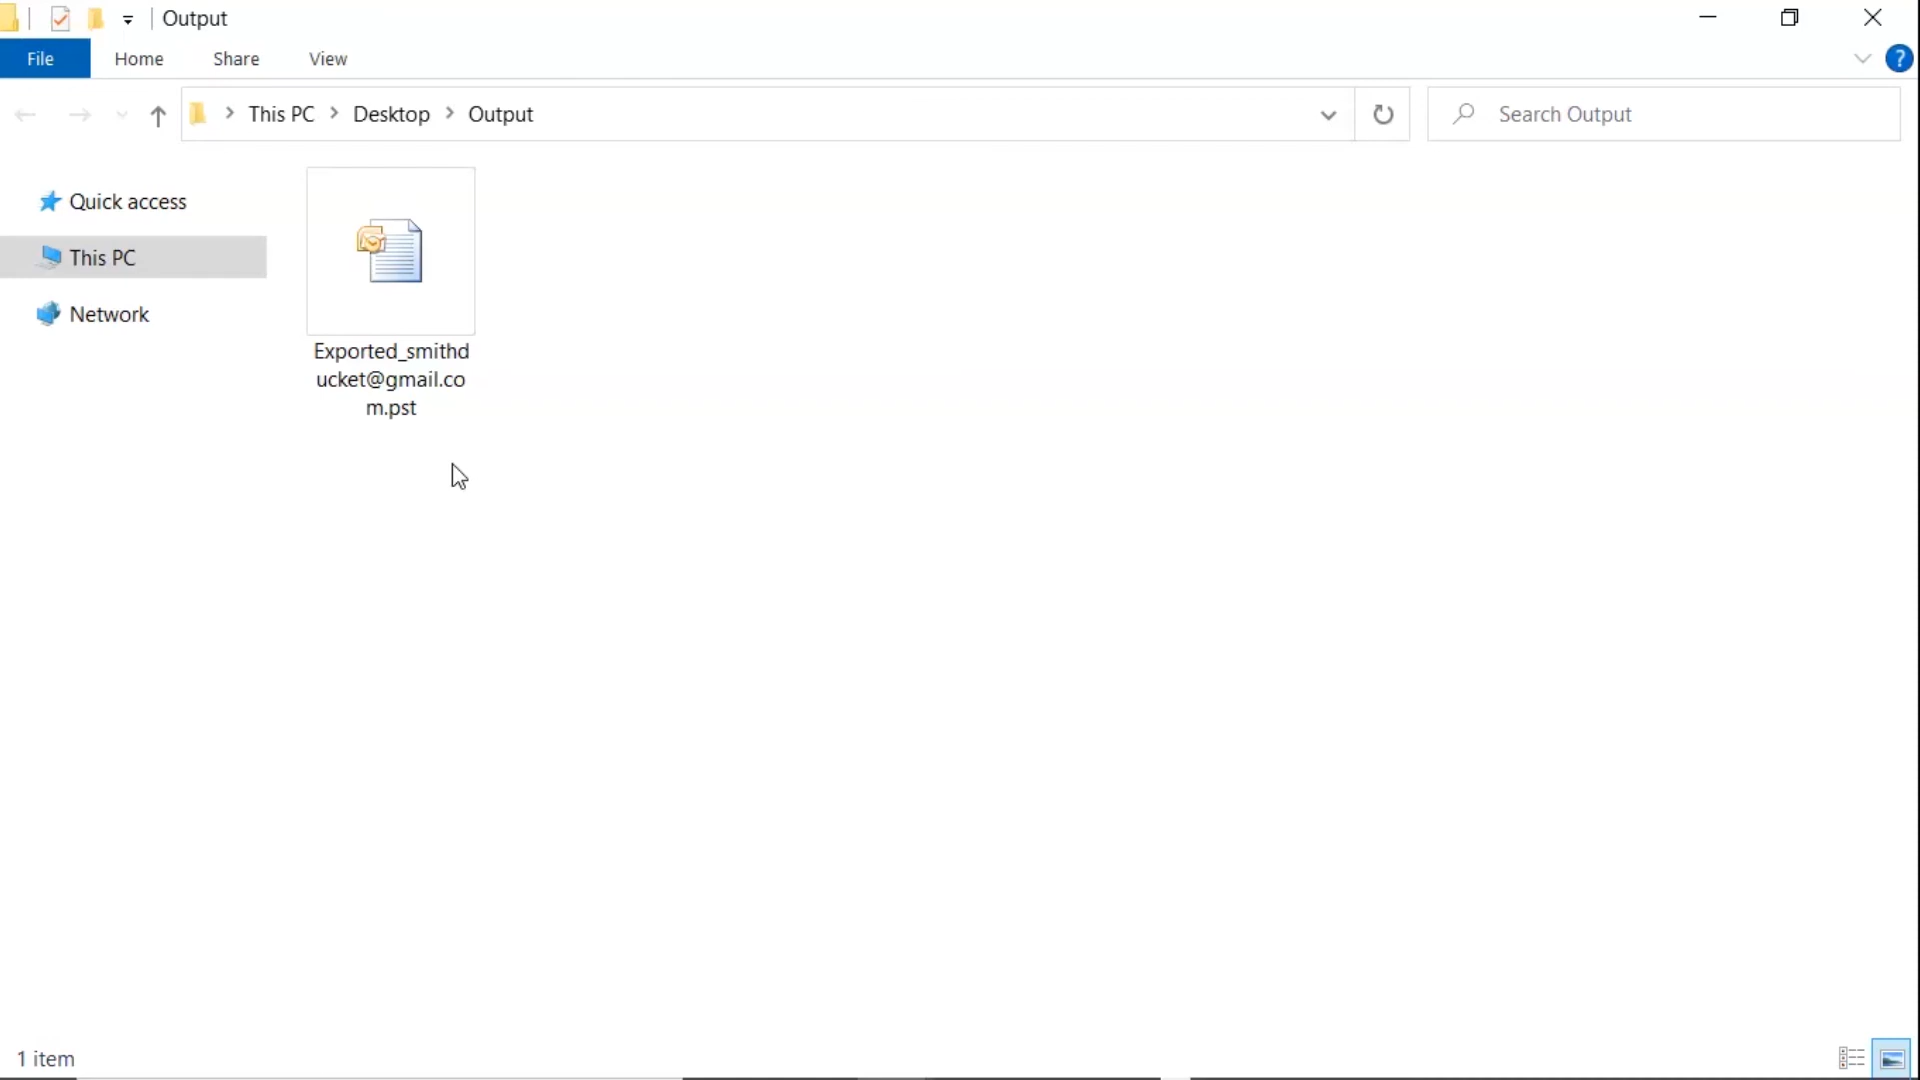 Output
File Home Share View
?
This PC Desktop Output
Search Output
Quick access
This PC
Network
Exported_smithd
ucket@gmail.co
m.pst
1 item